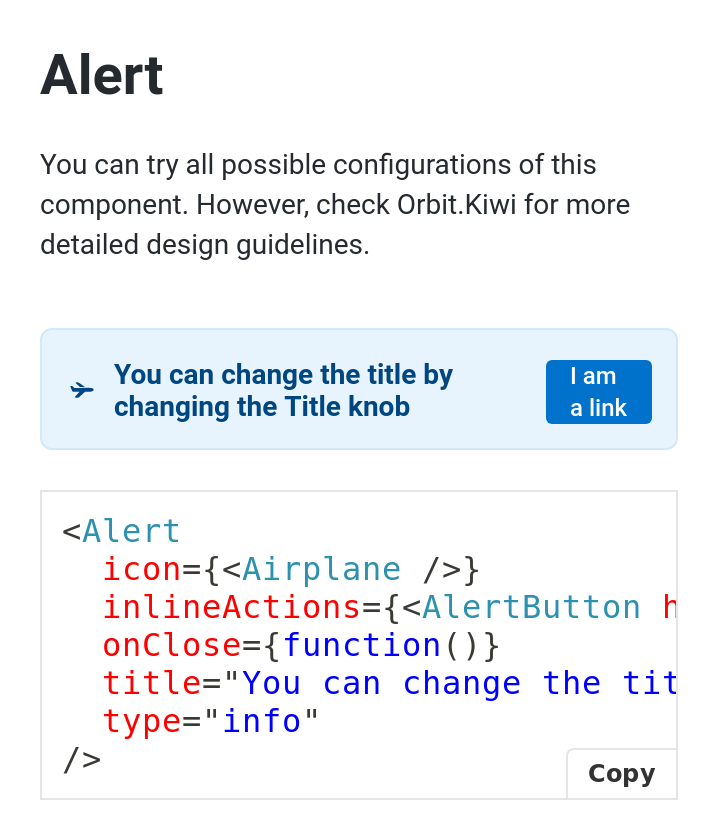 Alert
You can try all possible configurations of this
component. However, check Orbit.Kiwi for more
detailed design guidelines.
You can change the title by
changing the Title knob
I am
a link
<Alert
  icon={<Airplane />}
  inlineActions={<AlertButton h
  onClose={function()}
  title="You can change the tit
  type="info"
/>
Copy